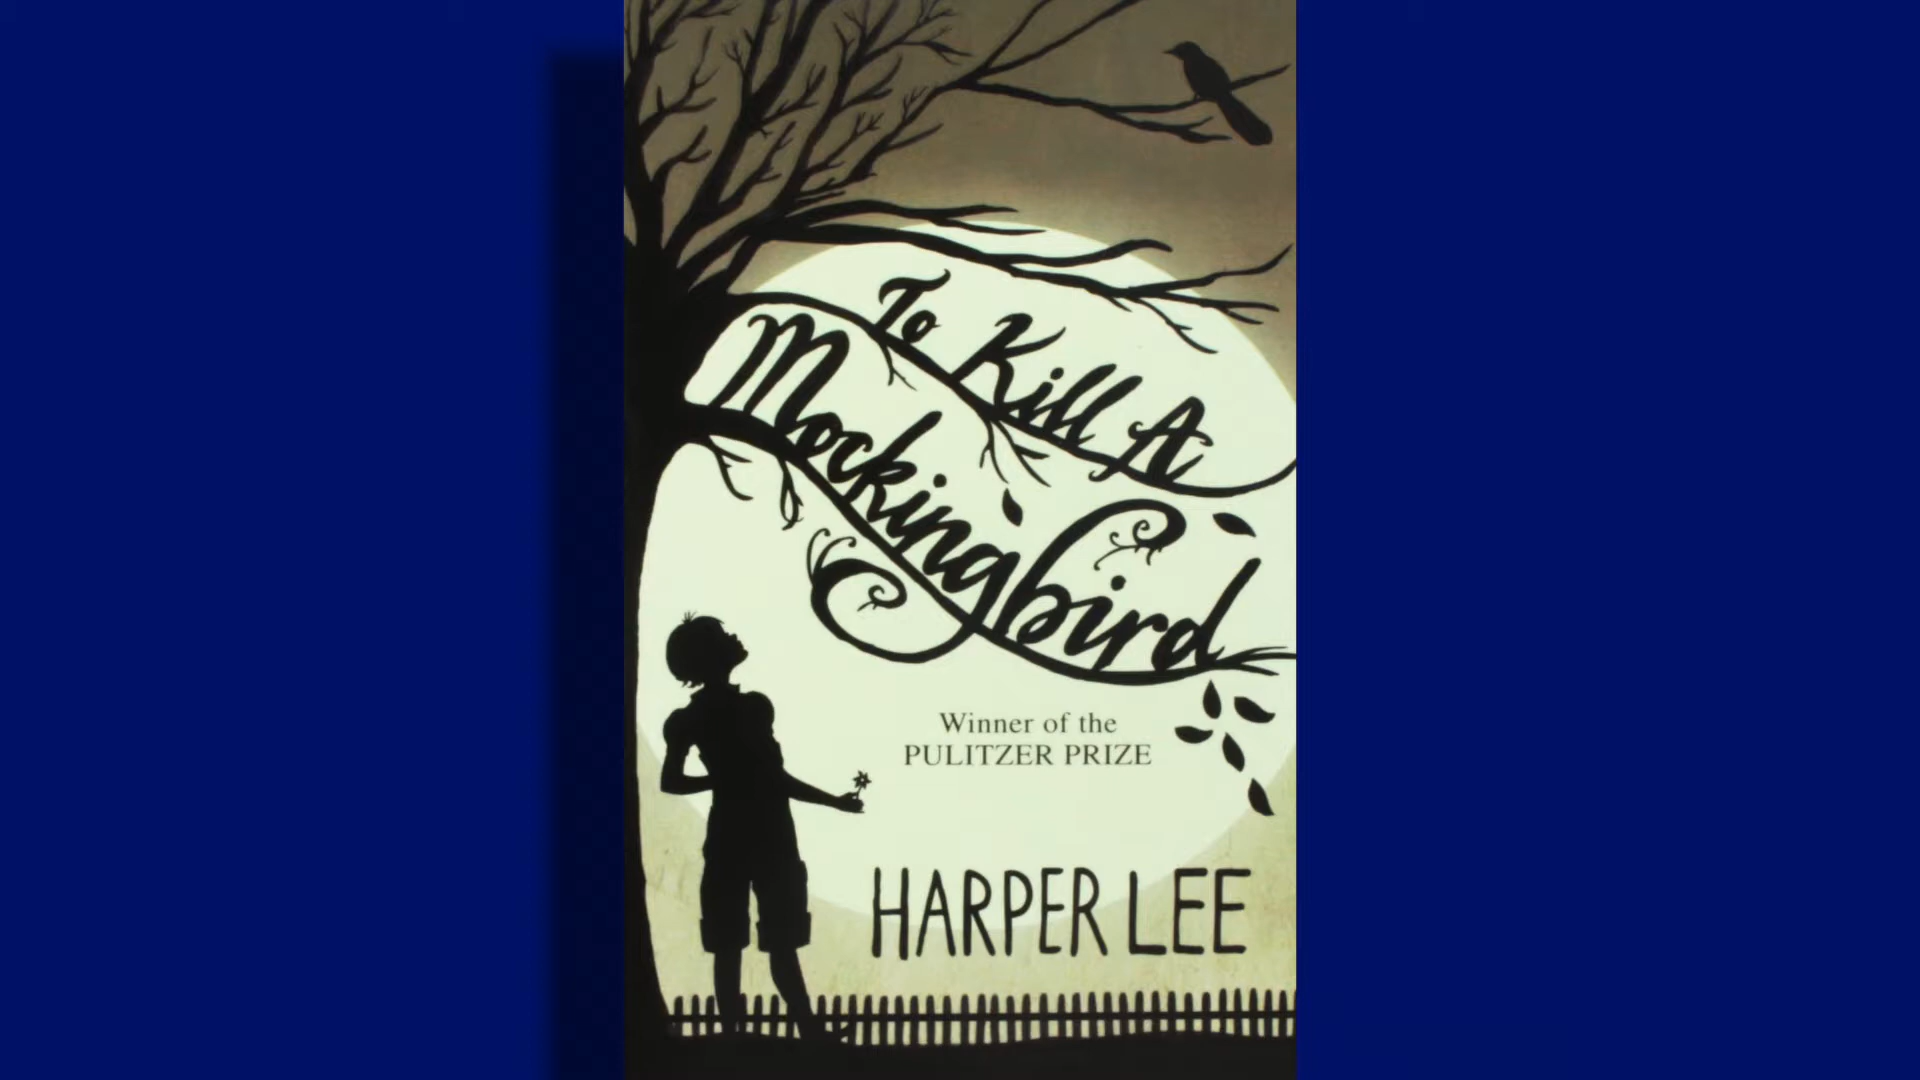 To Kill A
Mockingbird
Winner of the
PULITZER PRIZE
HARPER LEE